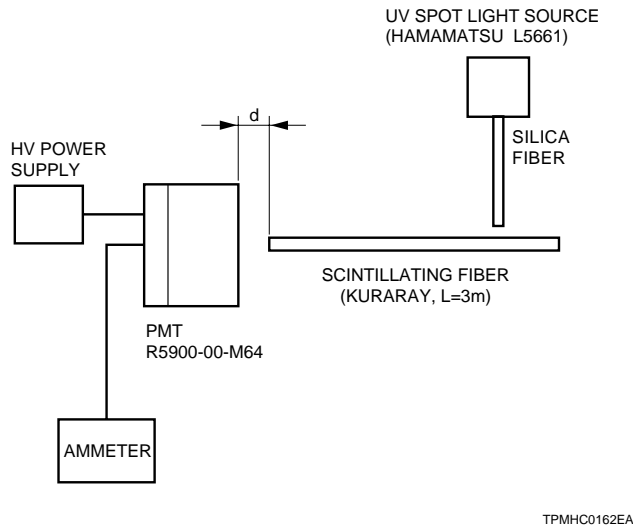 UV SPOT LIGHT SOURCE
(HAMAMATSU L5661)
d
HV POWER
SUPPLY
SILICA
FIBER
SCINTILLATING FIBER
(KURARAY, L=3m)
PMT
R5900-00-M64
AMMETER
TPMHC0162EA